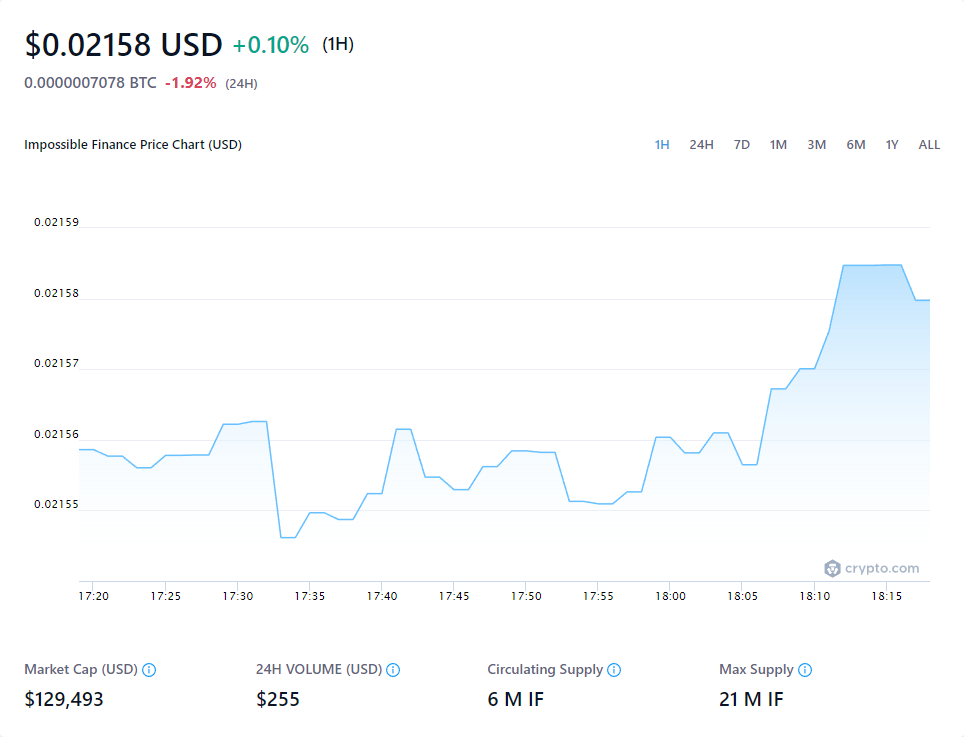 $0.02158 USD +0.10% (1H)
0.0000007078 BTC -1.92% (24H)
Impossible Finance Price Chart (USD) 1H 24H 7D 1M 3M 6M 1Y ALL
0.02159
0.02158
0.02157
0.02156
0.02155
crypto.com
17:20 17:25 17:30 17:35 17:40 17:45 17:50 17:55 18:00 18:05 18:10 18:15
Market Cap (USD) 24H VOLUME (USD) Circulating Supply Max Supply
$129,493 $255 6 M IF 21 M IF